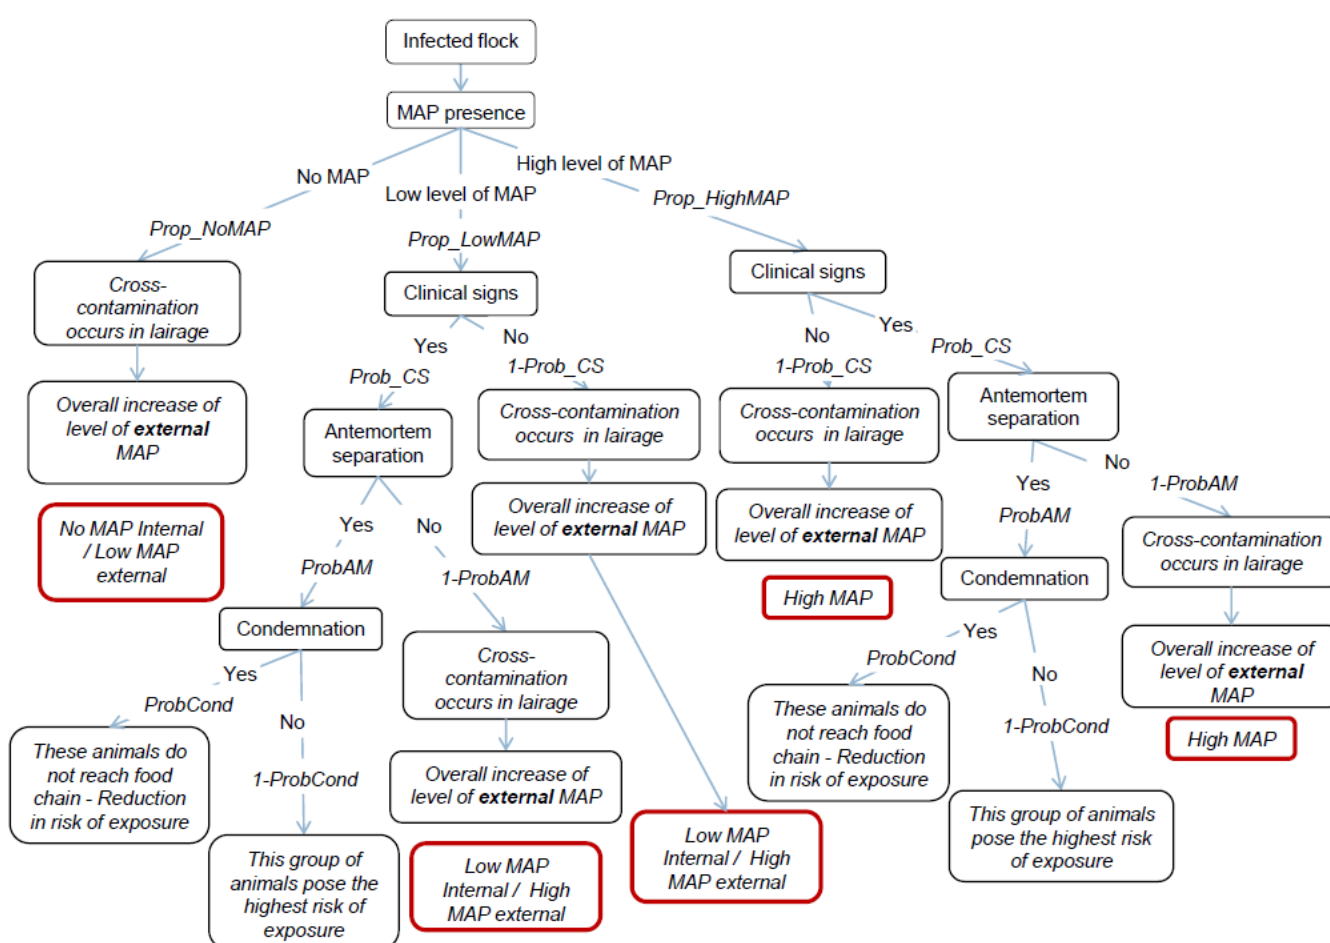 Infected flock
MAP presence
No MAP
Low level of MAP
High level of MAP
Prop_NoMAP
Prop_LowMAP
Prop_HighMAP
Cross-
contamination
occurs in lairage
Overall increase of
level of external
MAP
No MAP Internal
/ Low MAP
external
Clinical signs
Yes
No
Prob_CS
1-Prob_CS
Antemortem
separation
Cross-contamination
occurs in lairage
Overall increase of
level of external MAP
Yes
No
ProbAM
1-ProbAM
Condemnation
Yes
No
ProbCond
1-ProbCond
These animals do
not reach food
chain - Reduction
in risk of exposure
This group of
animals pose the
highest risk of
exposure
Cross-
contamination
occurs in lairage
Overall increase of
level of external MAP
Low MAP
Internal / High
MAP external
Low MAP
Internal / High
MAP external
Clinical signs
No
Yes
1-Prob_CS
Prob_CS
Cross-contamination
occurs in lairage
Overall increase of
level of external MAP
High MAP
Antemortem
separation
Yes
No
ProbAM
1-ProbAM
Condemnation
Yes
No
ProbCond
1-ProbCond
These animals do
not reach food
chain - Reduction
in risk of exposure
This group of animals
pose the highest risk
of exposure
Cross-contamination
occurs in lairage
Overall increase of
level of external
MAP
High MAP